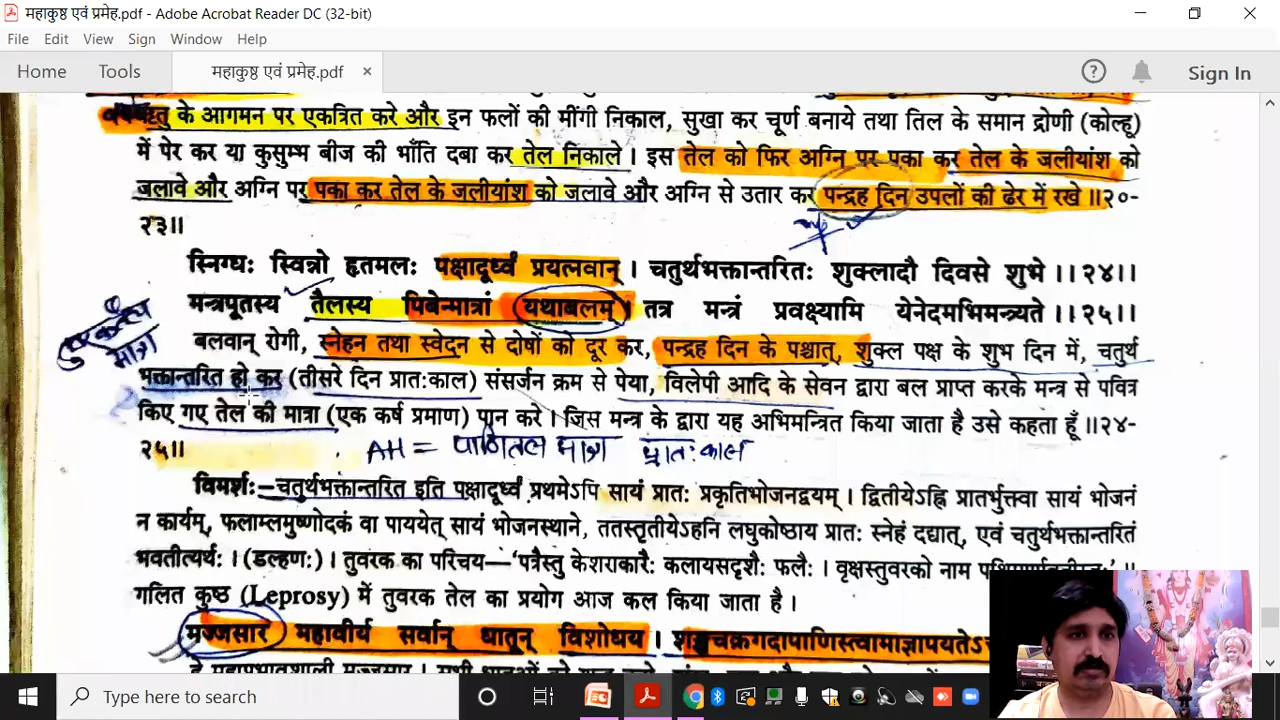 महाकुष्ठ एवं प्रमेह.pdf - Adobe Acrobat Reader DC (32-bit)
File Edit View Sign Window Help
Home Tools महाकुष्ठ एवं प्रमेह.pdf × Sign In
ऋतु के आगमन पर एकत्रित करे और इन फलों की मींगी निकाल, सुखा कर चूर्ण बनाये तथा तिल के समान द्रोणी (कोल्हू)
में पेर कर या कुसुम्भ बीज की भाँति दबा कर तेल निकाले। इस तेल को फिर अग्नि पर पका कर तेल के जलीयांश को
जलावे और अग्नि पर पका कर तेल के जलीयांश को जलावे और अग्नि से उतार कर पन्द्रह दिन उपलों की ढेर में रखे॥२०-
२३॥
स्निग्धः स्विन्नो हृतमलः पक्षादूर्ध्वं प्रयत्नवान्। चतुर्थभक्तान्तरितः शुक्लादौ दिवसे शुभे।।२४।।
मन्त्रपूतस्य तैलस्य पिबेन्मात्रां यथाबलम्। तत्र मन्त्रं प्रवक्ष्यामि येनेदमभिमन्त्र्यते।।२५।।
बलवान् रोगी, स्नेहन तथा स्वेदन से दोषों को दूर कर, पन्द्रह दिन के पश्चात्, शुक्ल पक्ष के शुभ दिन में, चतुर्थ
भक्तान्तरित हो कर (तीसरे दिन प्रातःकाल) संसर्जन क्रम से पेया, विलेपी आदि के सेवन द्वारा बल प्राप्त करके मन्त्र से पवित्र
किए गए तेल की मात्रा (एक कर्ष प्रमाण) पान करे। जिस मन्त्र के द्वारा यह अभिमन्त्रित किया जाता है उसे कहता हूँ॥२४-
२५॥ AH = पाणितल मात्रा प्रातःकाल
विमर्शः—चतुर्थभक्तान्तरित इति पक्षादूर्ध्वं प्रथमेऽपि सायं प्रातः प्रकृतिभोजनद्वयम्। द्वितीयेऽह्नि प्रातर्भुक्त्वा सायं भोजनं
न कार्यम्, फलाम्लमुष्णोदकं वा पाययेत् सायं भोजनस्थाने, ततस्तृतीयेऽहनि लघुकोष्ठाय प्रातः स्नेहं दद्यात्, एवं चतुर्थभक्तान्तरितं
भवतीत्यर्थः। (डल्हणः)। तुवरक का परिचय—'पत्रैस्तु केशराकारैः कलायसदृशैः फलैः। वृक्षस्तुवरको नाम
गलित कुष्ठ (Leprosy) में तुवरक तेल का प्रयोग आज कल किया जाता है।
मज्जसार महावीर्य सर्वान् धातून् विशोधय। शङ्खचक्रगदापाणिस्त्वामाज्ञापयतेऽ
Type here to search